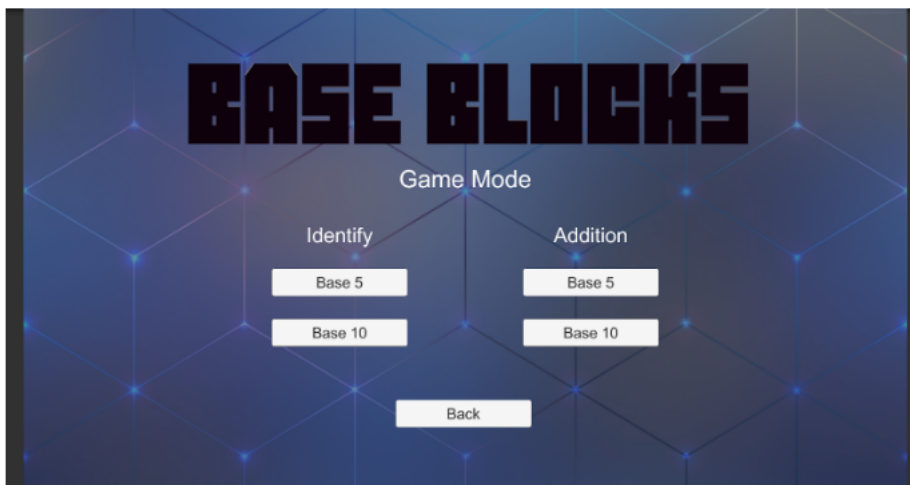 BASE BLOCKS
Game Mode
Identify Addition
Base 5 Base 5
Base 10 Base 10
Back